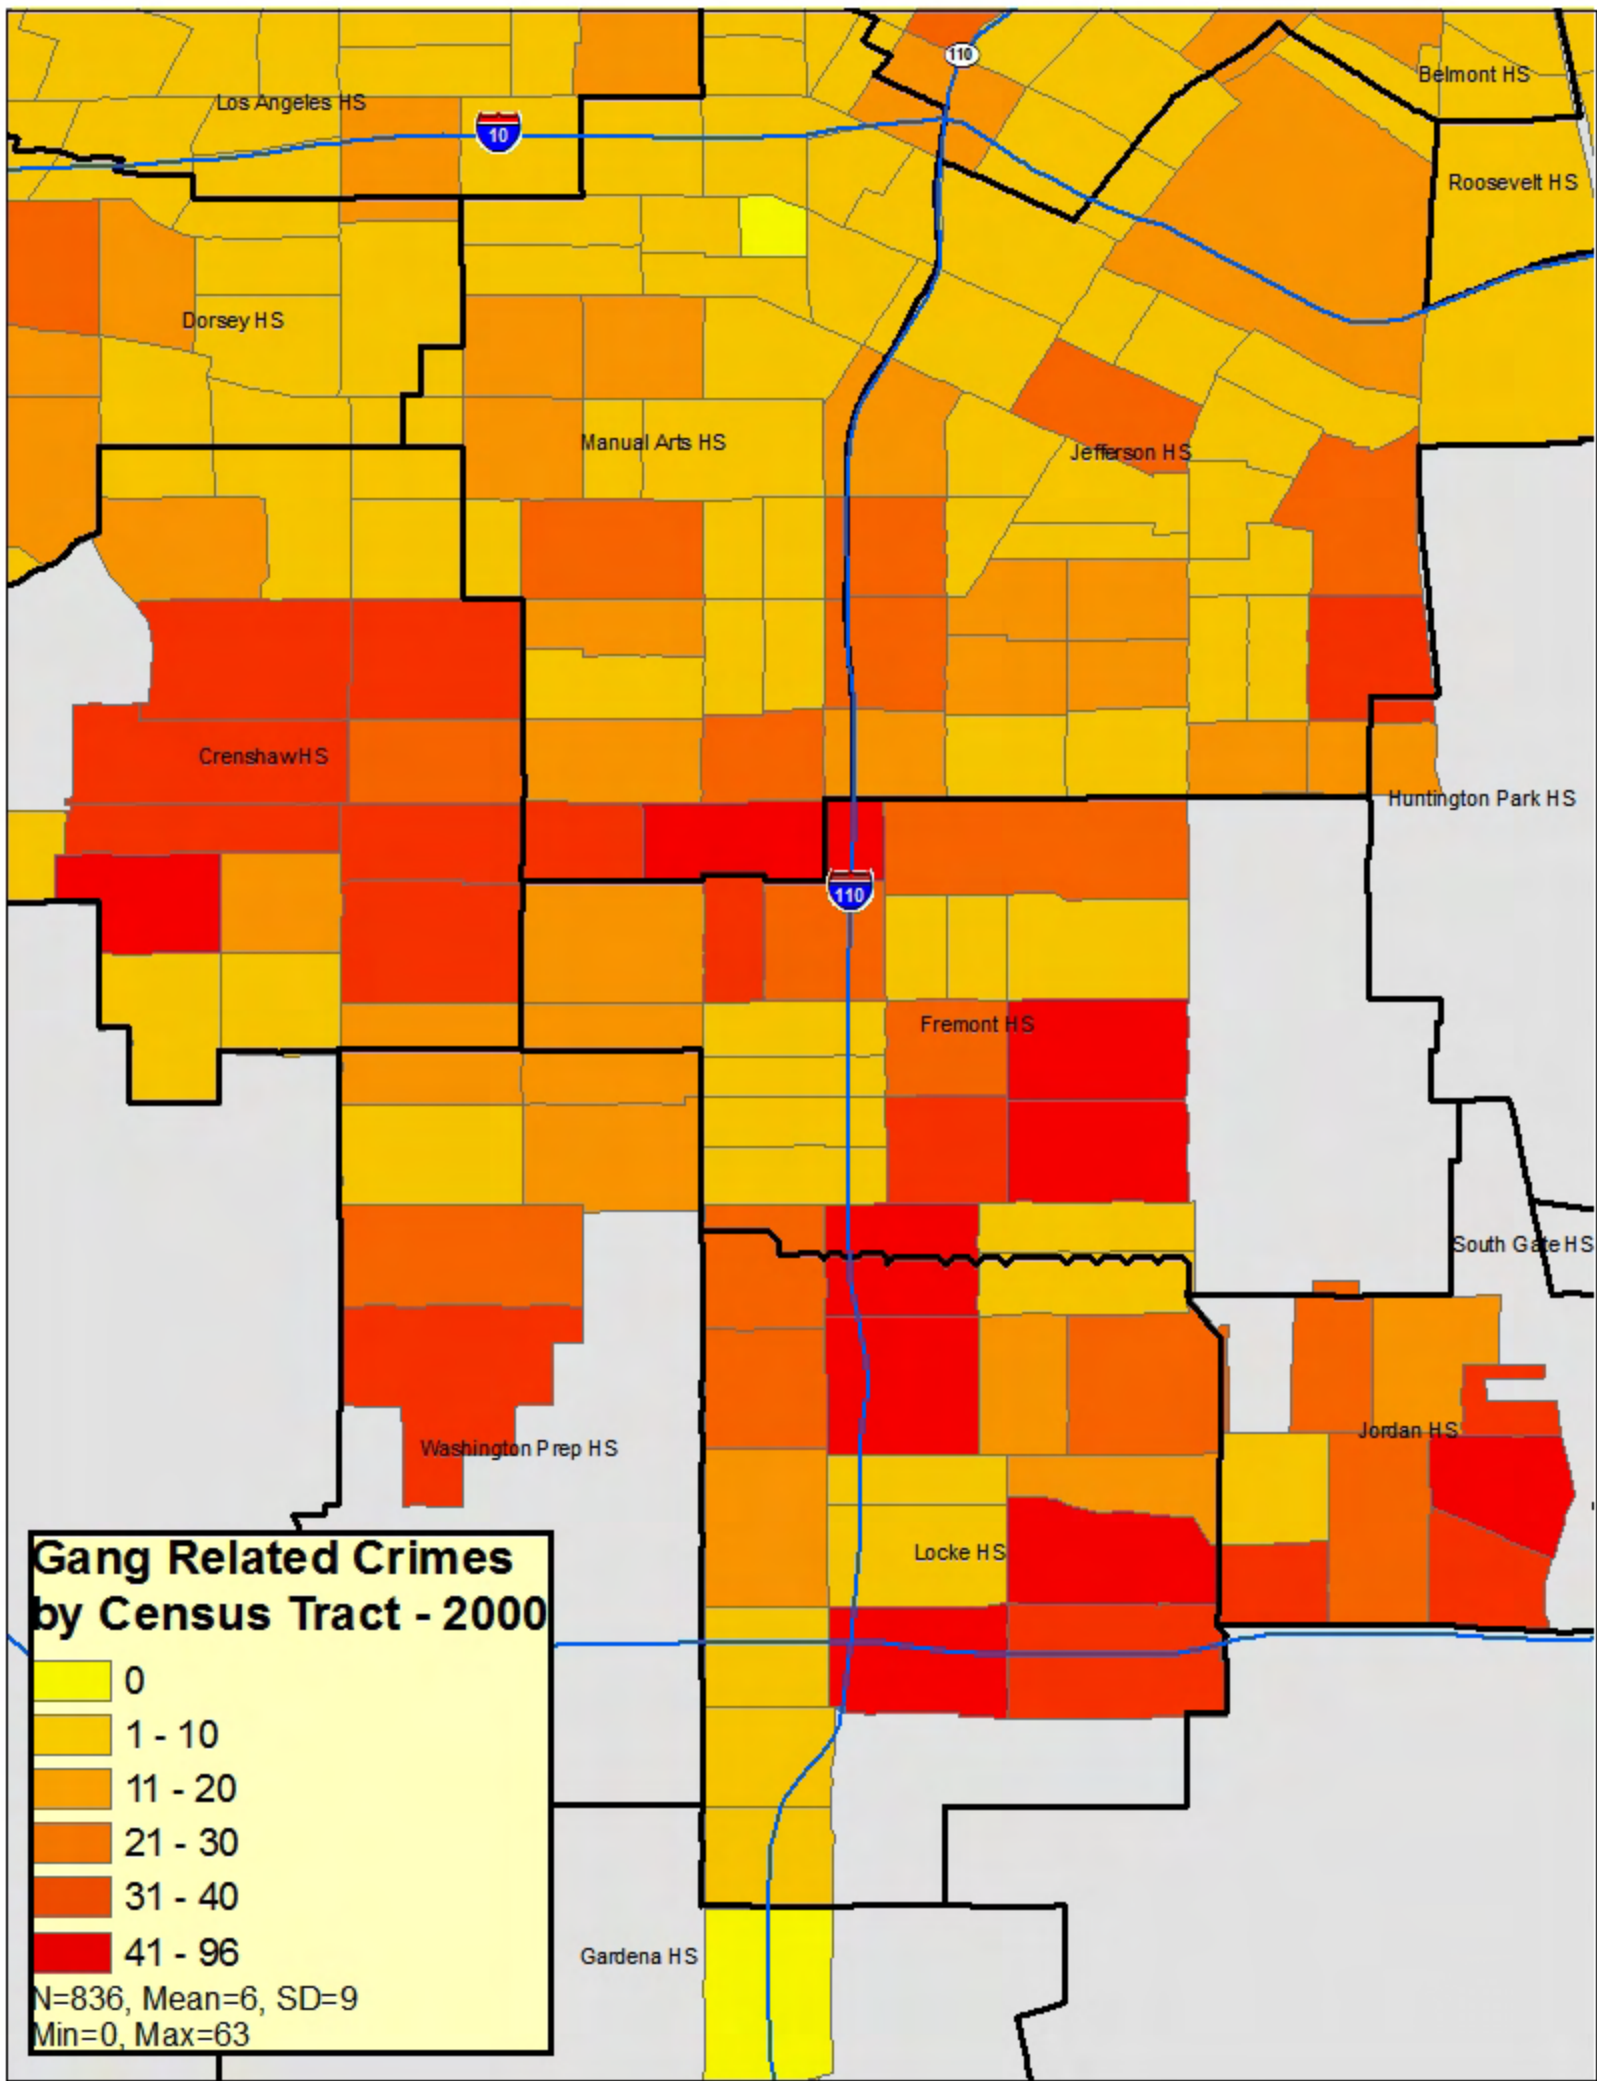 110
Belmont HS
Los Angeles HS
10
Roosevelt HS
Dorsey HS
Manual Arts HS
Jefferson HS
Crenshaw HS
Huntington Park HS
110
Fremont HS
South Gate HS
Jordan HS
Washington Prep HS
Locke HS
Gang Related Crimes
by Census Tract - 2000
0
1 - 10
11 - 20
21 - 30
31 - 40
41 - 96
N=836, Mean=6, SD=9
Min=0, Max=63
Gardena HS